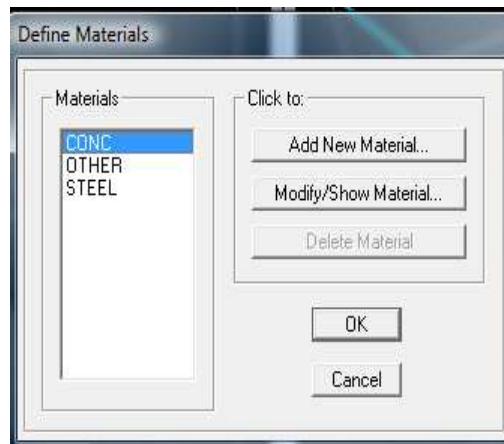 Define Materials
Materials
CONC
OTHER
STEEL
Click to:
Add New Material...
Modify/Show Material...
Delete Material
OK
Cancel